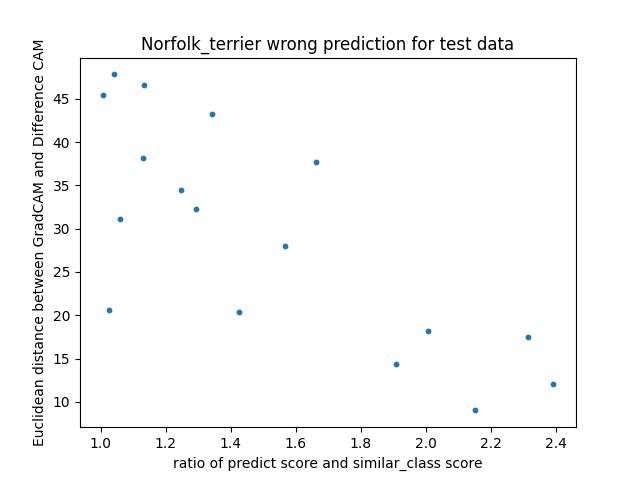 Norfolk_terrier wrong prediction for test data
Euclidean distance between GradCAM and Difference CAM
45
40
35
30
25
20
15
10
1.0 1.2 1.4 1.6 1.8 2.0 2.2 2.4
ratio of predict score and similar_class score